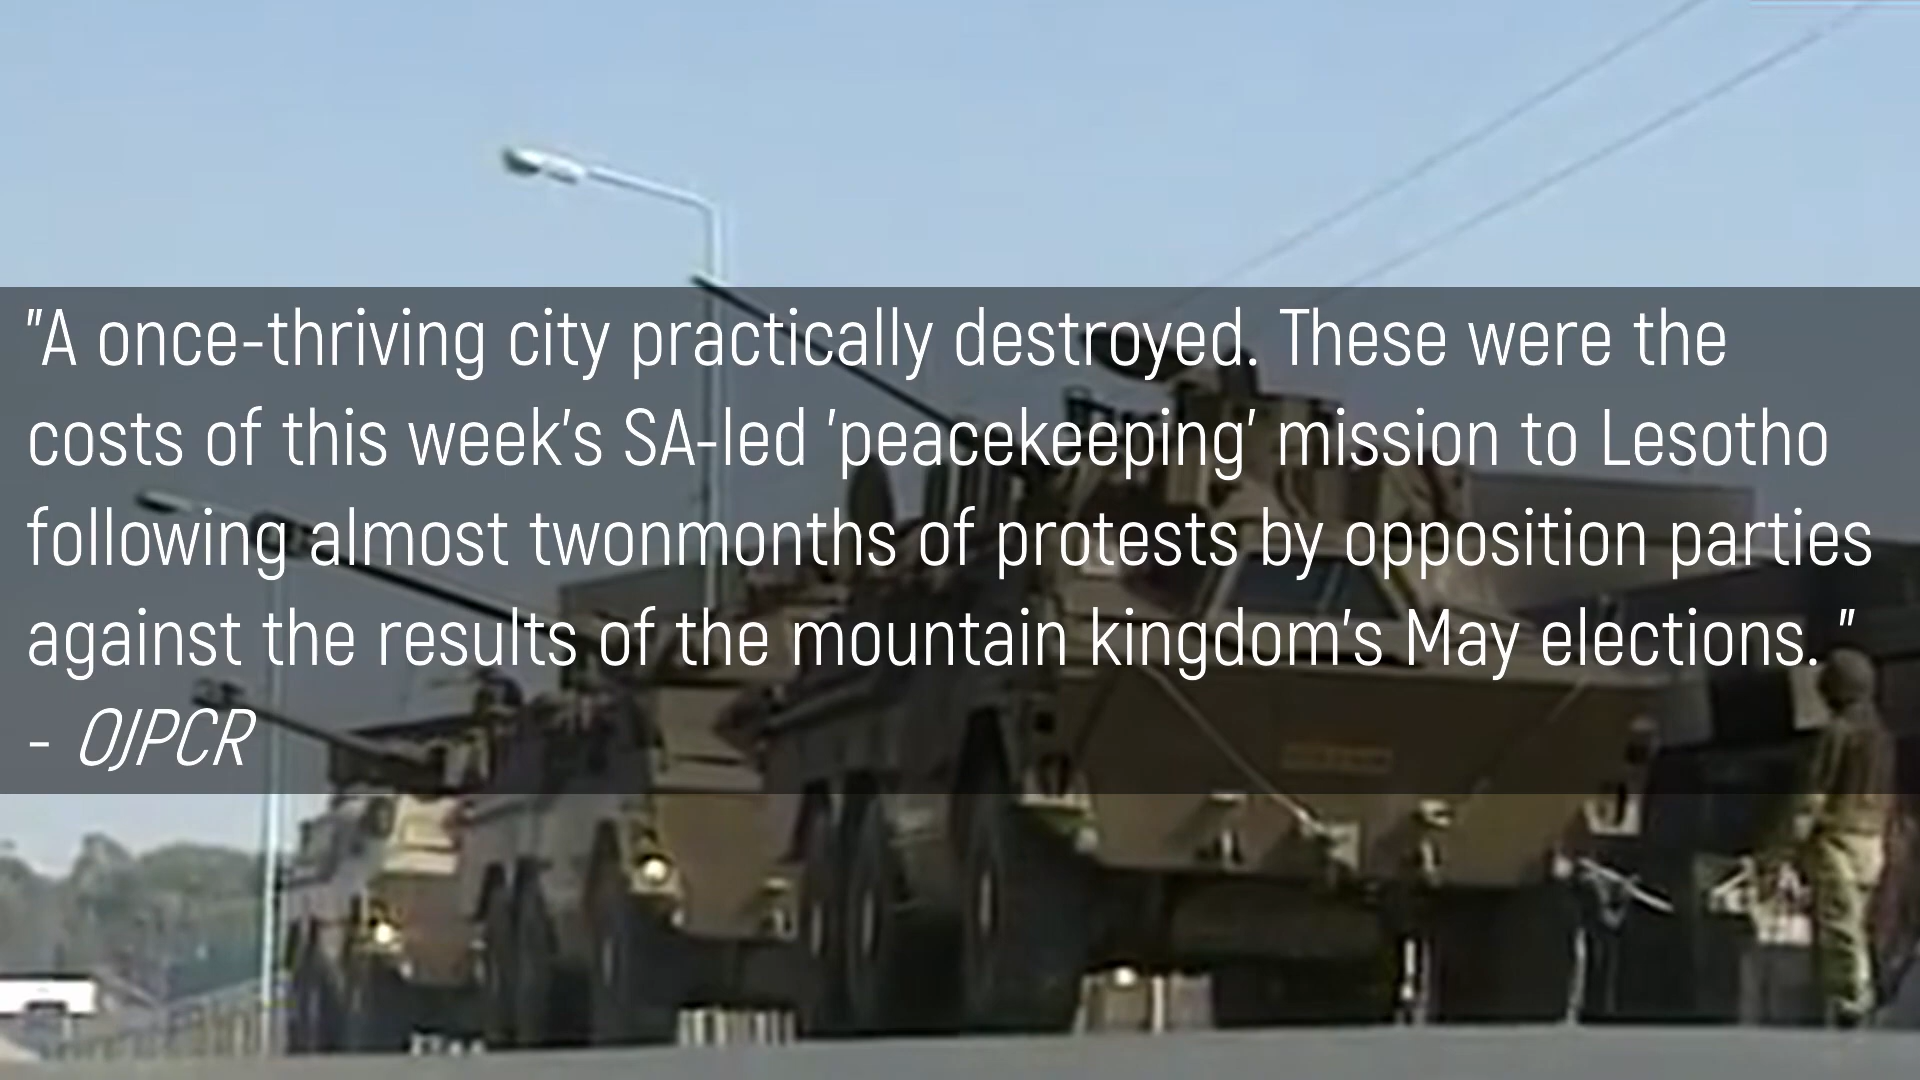 "A once-thriving city practically destroyed. These were the
costs of this week's SA-led 'peacekeeping' mission to Lesotho
following almost twonmonths of protests by opposition parties
against the results of the mountain kingdom's May elections. "
- OJPCR